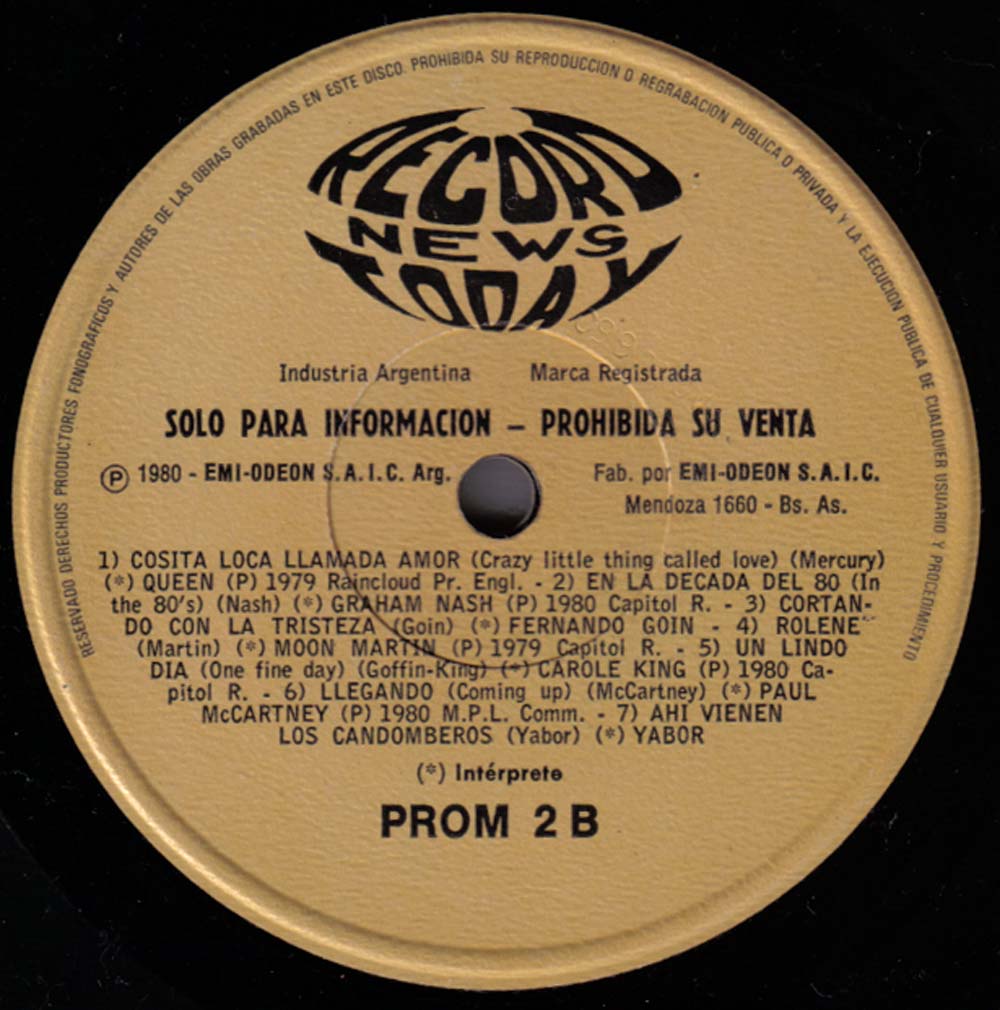 RESERVADO DERECHOS PRODUCTORES FONOGRAFICOS Y AUTORES DE LAS OBRAS GRABADAS EN ESTE DISCO. PROHIBIDA SU REPRODUCCION O REGRABACION PUBLICA O PRIVADA Y LA EJECUCION PUBLICA DE CUALQUIER USUARIO Y PROCEDIMIENTO
RECORD
NEWS
TODAY
Industria Argentina Marca Registrada
SOLO PARA INFORMACION – PROHIBIDA SU VENTA
Ⓟ 1980 - EMI-ODEON S.A.I.C. Arg. Fab. por EMI-ODEON S.A.I.C.
Mendoza 1660 - Bs. As.
1) COSITA LOCA LLAMADA AMOR (Crazy little thing called love) (Mercury)
(*) QUEEN (P) 1979 Raincloud Pr. Engl. - 2) EN LA DECADA DEL 80 (In
the 80's) (Nash) (*) GRAHAM NASH (P) 1980 Capitol R. - 3) CORTAN-
DO CON LA TRISTEZA (Goin) (*) FERNANDO GOIN - 4) ROLENE
(Martin) (*) MOON MARTIN (P) 1979 Capitol R. - 5) UN LINDO
DIA (One fine day) (Goffin-King) (*) CAROLE KING (P) 1980 Ca-
pitol R. - 6) LLEGANDO (Coming up) (McCartney) (*) PAUL
McCARTNEY (P) 1980 M.P.L. Comm. - 7) AHI VIENEN
LOS CANDOMBEROS (Yabor) (*) YABOR
(*) Intérprete
PROM 2 B